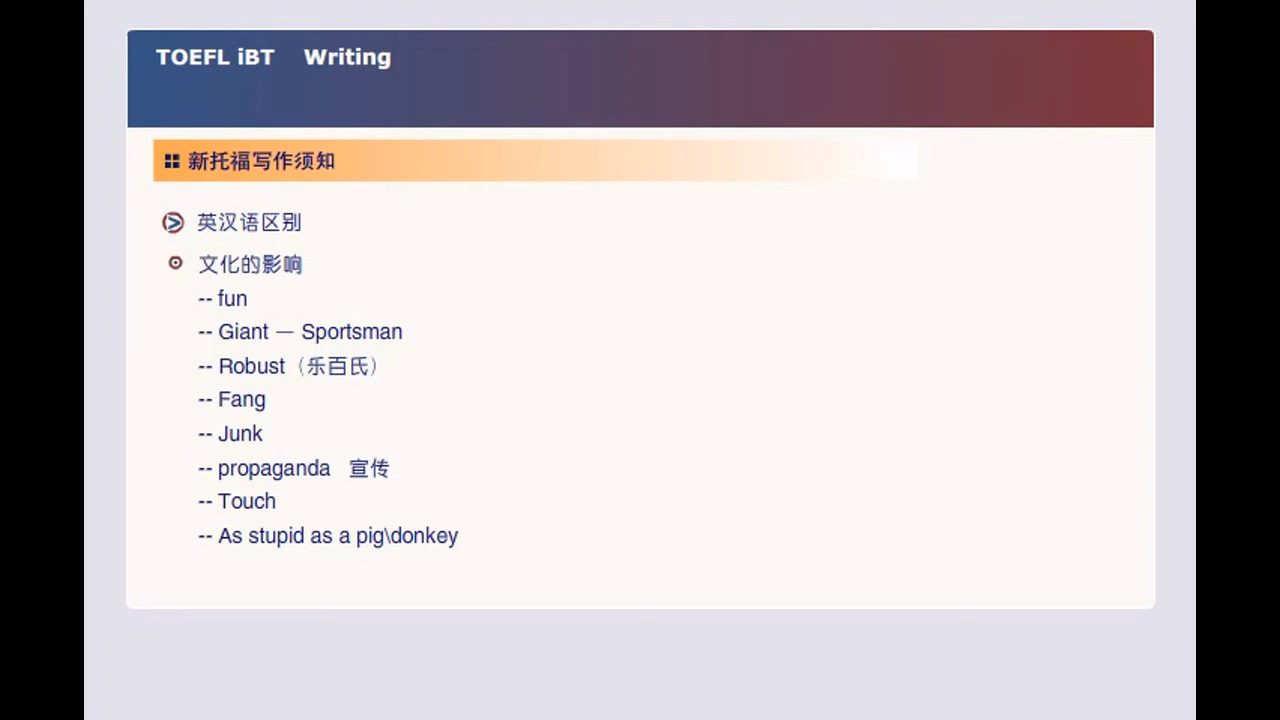 TOEFL iBT Writing
新托福写作须知
英汉语区别
文化的影响
-- fun
-- Giant — Sportsman
-- Robust（乐百氏）
-- Fang
-- Junk
-- propaganda 宣传
-- Touch
-- As stupid as a pig\donkey